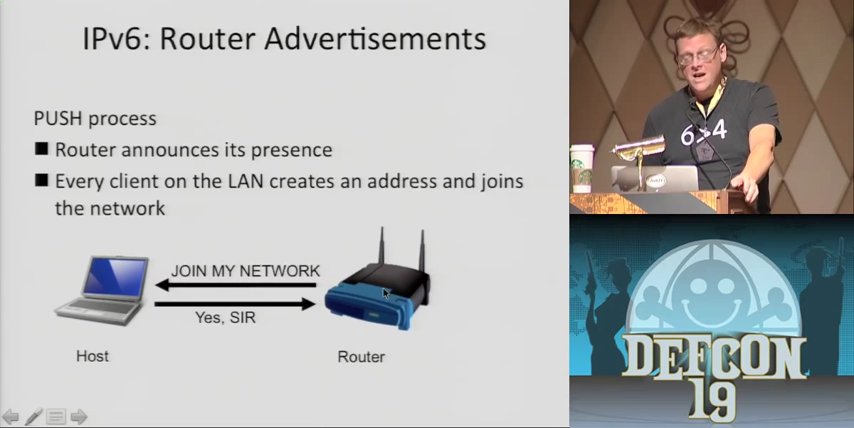 IPv6: Router Advertisements
PUSH process
Router announces its presence
Every client on the LAN creates an address and joins
the network
JOIN MY NETWORK
Yes, SIR
Host
Router
DEFCON
19